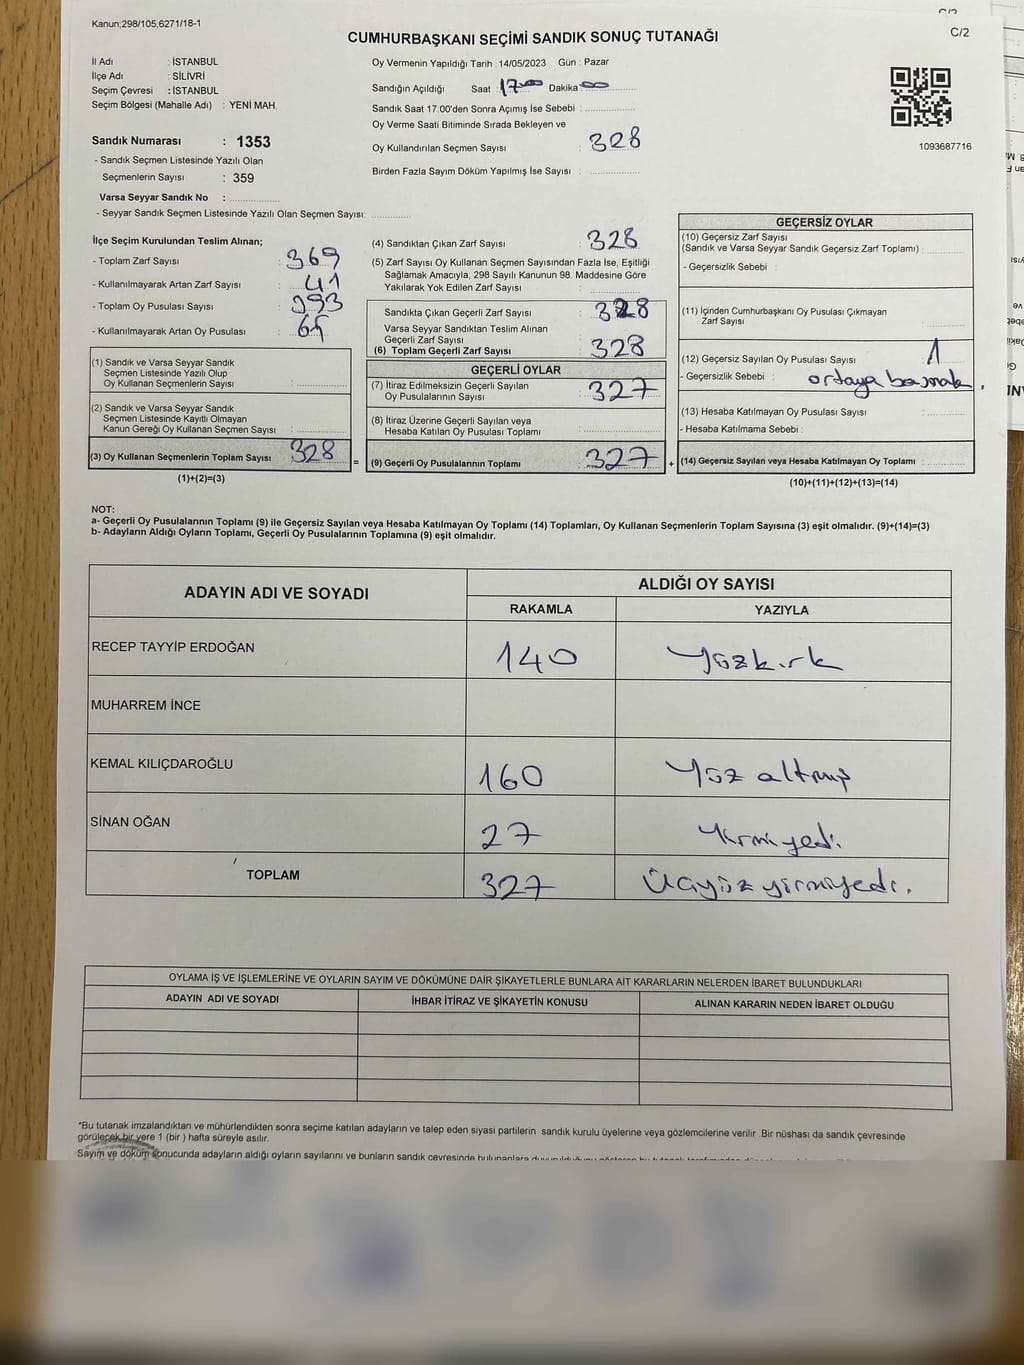 Kanun;298/105;6271/18-1
C/2
CUMHURBAŞKANI SEÇİMİ SANDIK SONUÇ TUTANAĞI
İl Adı : İSTANBUL
İlçe Adı : SİLİVRİ
Seçim Çevresi : İSTANBUL
Seçim Bölgesi (Mahalle Adı) : YENİ MAH.
Sandık Numarası : 1353
- Sandık Seçmen Listesinde Yazılı Olan
Seçmenlerin Sayısı : 359
Varsa Seyyar Sandık No :
- Seyyar Sandık Seçmen Listesinde Yazılı Olan Seçmen Sayısı:
Oy Vermenin Yapıldığı Tarih : 14/05/2023 Gün : Pazar
Sandığın Açıldığı Saat 17:00 Dakika 00
Sandık Saat 17.00'den Sonra Açımış İse Sebebi :
Oy Verme Saati Bitiminde Sırada Bekleyen ve
Oy Kullandırılan Seçmen Sayısı : 328
Birden Fazla Sayım Döküm Yapılmış İse Sayısı :
1093687716
İlçe Seçim Kurulundan Teslim Alınan;
- Toplam Zarf Sayısı : 369
- Kullanılmayarak Artan Zarf Sayısı : 41
- Toplam Oy Pusulası Sayısı : 393
- Kullanılmayarak Artan Oy Pusulası : 65
(1) Sandık ve Varsa Seyyar Sandık
Seçmen Listesinde Yazılı Olup
Oy Kullanan Seçmenlerin Sayısı :
(2) Sandık ve Varsa Seyyar Sandık
Seçmen Listesinde Kayıtlı Olmayan
Kanun Gereği Oy Kullanan Seçmen Sayısı :
(3) Oy Kullanan Seçmenlerin Toplam Sayısı : 328
(1)+(2)=(3)
(4) Sandıktan Çıkan Zarf Sayısı : 328
(5) Zarf Sayısı Oy Kullanan Seçmen Sayısından Fazla İse, Eşitliği
Sağlamak Amacıyla, 298 Sayılı Kanunun 98. Maddesine Göre
Yakılarak Yok Edilen Zarf Sayısı :
Sandıkta Çıkan Geçerli Zarf Sayısı : 328
Varsa Seyyar Sandıktan Teslim Alınan
Geçerli Zarf Sayısı :
(6) Toplam Geçerli Zarf Sayısı : 328
GEÇERLİ OYLAR
(7) İtiraz Edilmeksizin Geçerli Sayılan
Oy Pusulalarının Sayısı : 327
(8) İtiraz Üzerine Geçerli Sayılan veya
Hesaba Katılan Oy Pusulası Toplamı :
= (9) Geçerli Oy Pusulalarının Toplamı : 327
GEÇERSİZ OYLAR
(10) Geçersiz Zarf Sayısı
(Sandık ve Varsa Seyyar Sandık Geçersiz Zarf Toplamı) :
- Geçersizlik Sebebi :
(11) İçinden Cumhurbaşkanı Oy Pusulası Çıkmayan
Zarf Sayısı :
(12) Geçersiz Sayılan Oy Pusulası Sayısı : 1
- Geçersizlik Sebebi : ortaya basmak.
(13) Hesaba Katılmayan Oy Pusulası Sayısı :
- Hesaba Katılmama Sebebi :
+ (14) Geçersiz Sayılan veya Hesaba Katılmayan Oy Toplamı :
(10)+(11)+(12)+(13)=(14)
NOT:
a- Geçerli Oy Pusulalarının Toplamı (9) ile Geçersiz Sayılan veya Hesaba Katılmayan Oy Toplamı (14) Toplamları, Oy Kullanan Seçmenlerin Toplam Sayısına (3) eşit olmalıdır. (9)+(14)=(3)
b- Adayların Aldığı Oyların Toplamı, Geçerli Oy Pusulalarının Toplamına (9) eşit olmalıdır.
ADAYIN ADI VE SOYADI
ALDIĞI OY SAYISI
RAKAMLA YAZIYLA
RECEP TAYYİP ERDOĞAN 140 Yüzkırk
MUHARREM İNCE
KEMAL KILIÇDAROĞLU 160 Yüz altmış
SİNAN OĞAN 27 Yirmiyedi
TOPLAM 327 Üçyüzyirmiyedi.
OYLAMA İŞ VE İŞLEMLERİNE VE OYLARIN SAYIM VE DÖKÜMÜNE DAİR ŞİKAYETLERLE BUNLARA AİT KARARLARIN NELERDEN İBARET BULUNDUKLARI
ADAYIN ADI VE SOYADI İHBAR İTİRAZ VE ŞİKAYETİN KONUSU ALINAN KARARIN NEDEN İBARET OLDUĞU
*Bu tutanak imzalandıktan ve mühürlendikten sonra seçime katılan adayların ve talep eden siyasi partilerin sandık kurulu üyelerine veya gözlemcilerine verilir .Bir nüshası da sandık çevresinde
görülecek bir yere 1 (bir ) hafta süreyle asılır.
Sayım ve döküm sonucunda adayların aldığı oyların sayılarını ve bunların sandık çevresinde bulunanlara